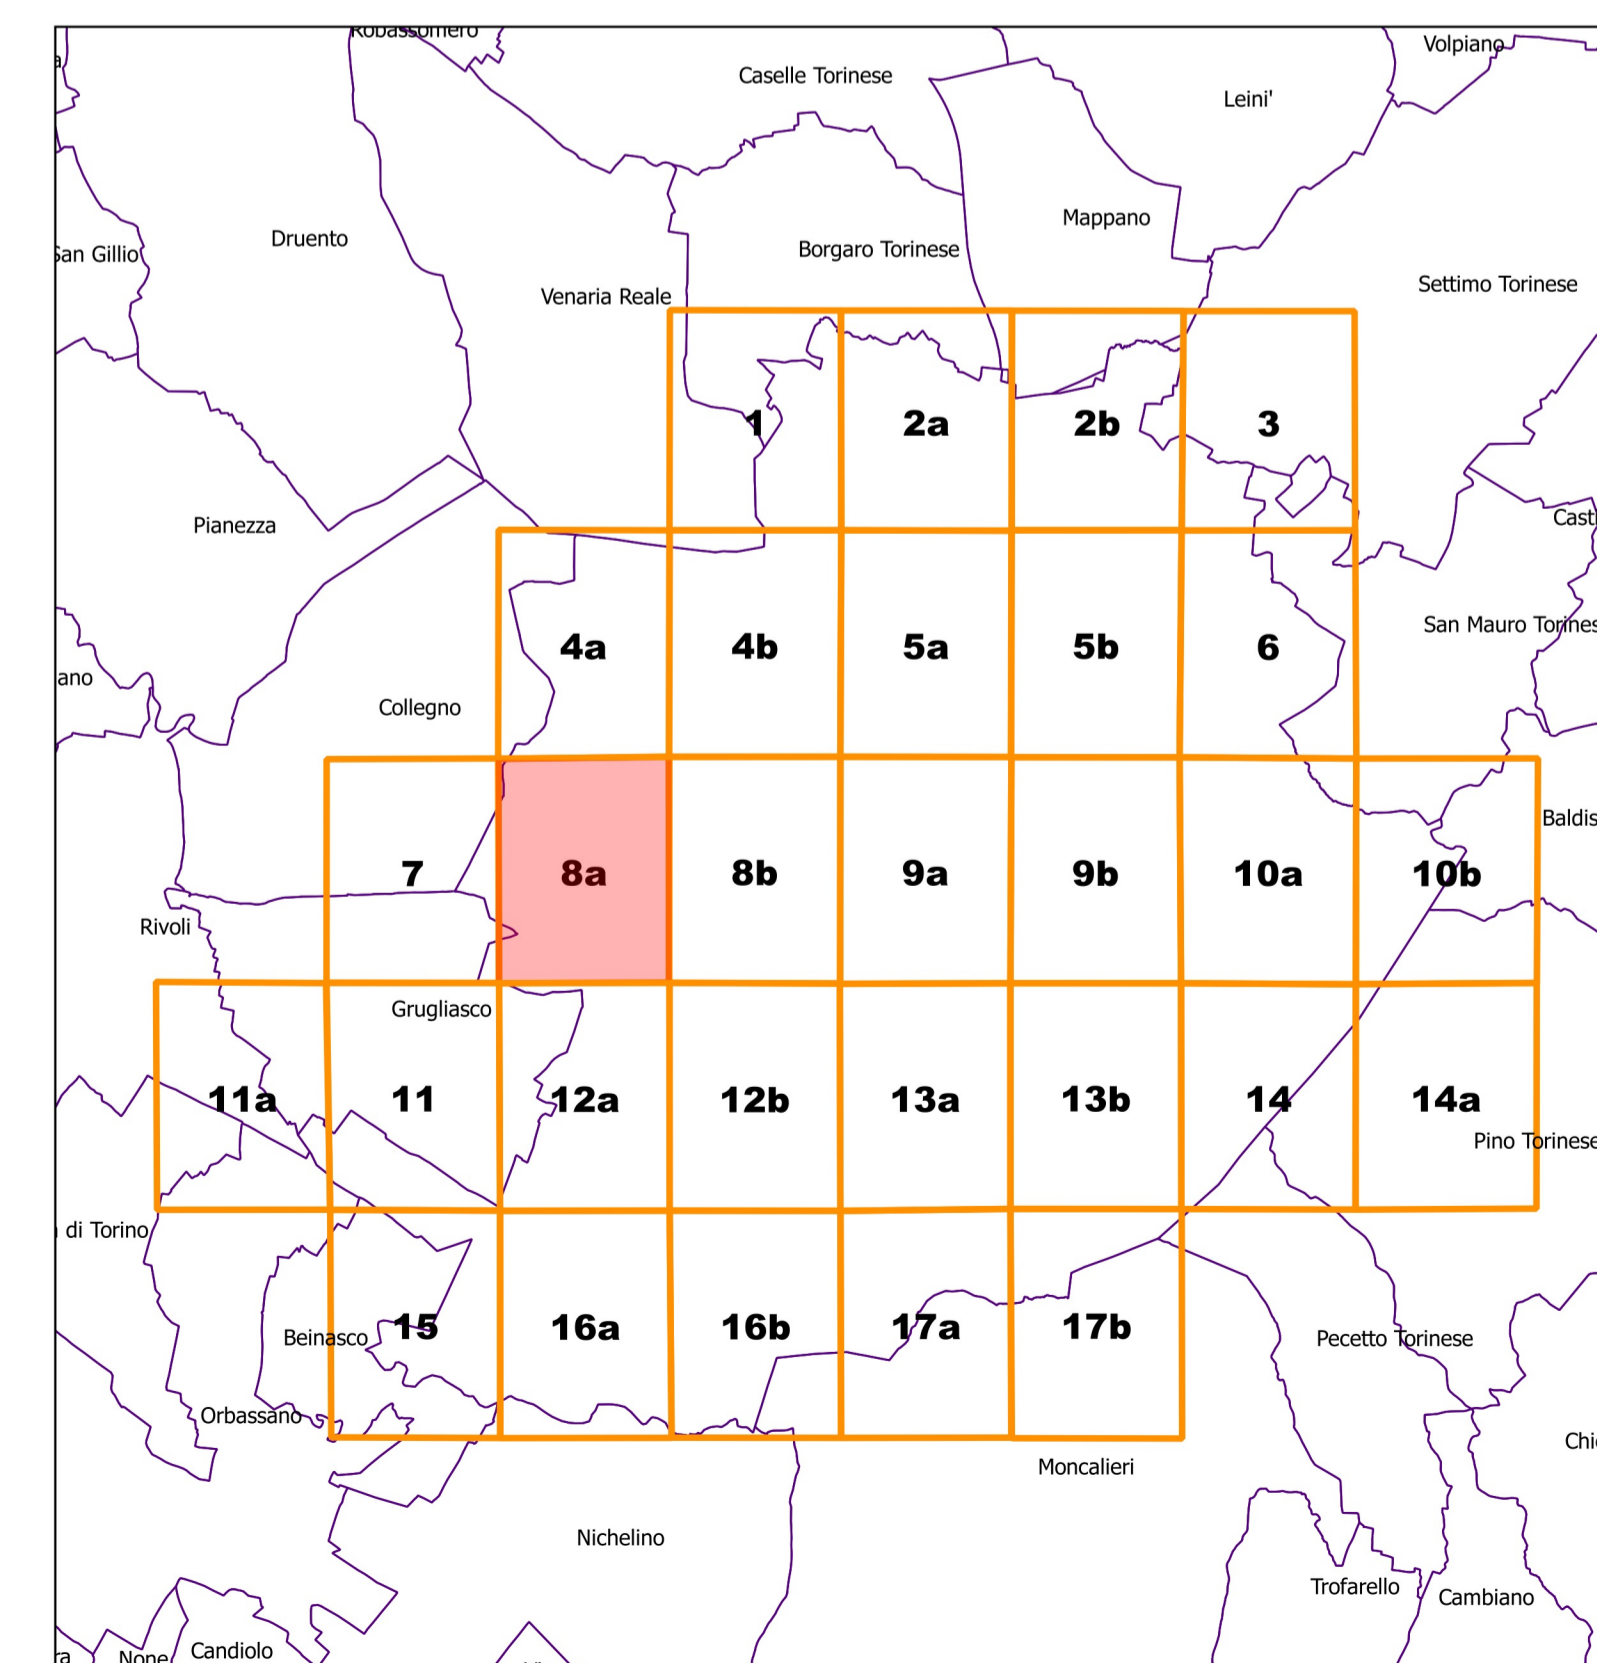 Robassomero
Volpiano
Caselle Torinese
Leini'
Mappano
Druento
Borgaro Torinese
San Gillio
Settimo Torinese
Venaria Reale
1
2a
2b
3
Pianezza
San Mauro Torines
4a
4b
5a
5b
6
ano
Collegno
Baldis
7
8a
8b
9a
9b
10a
10b
Rivoli
Grugliasco
11a
11
12a
12b
13a
13b
14
14a
Pino Torinese
di Torino
15
16a
16b
17a
17b
Beinasco
Pecetto Torinese
Orbassano
Moncalieri
Nichelino
Trofarello
Cambiano
Candiolo
None